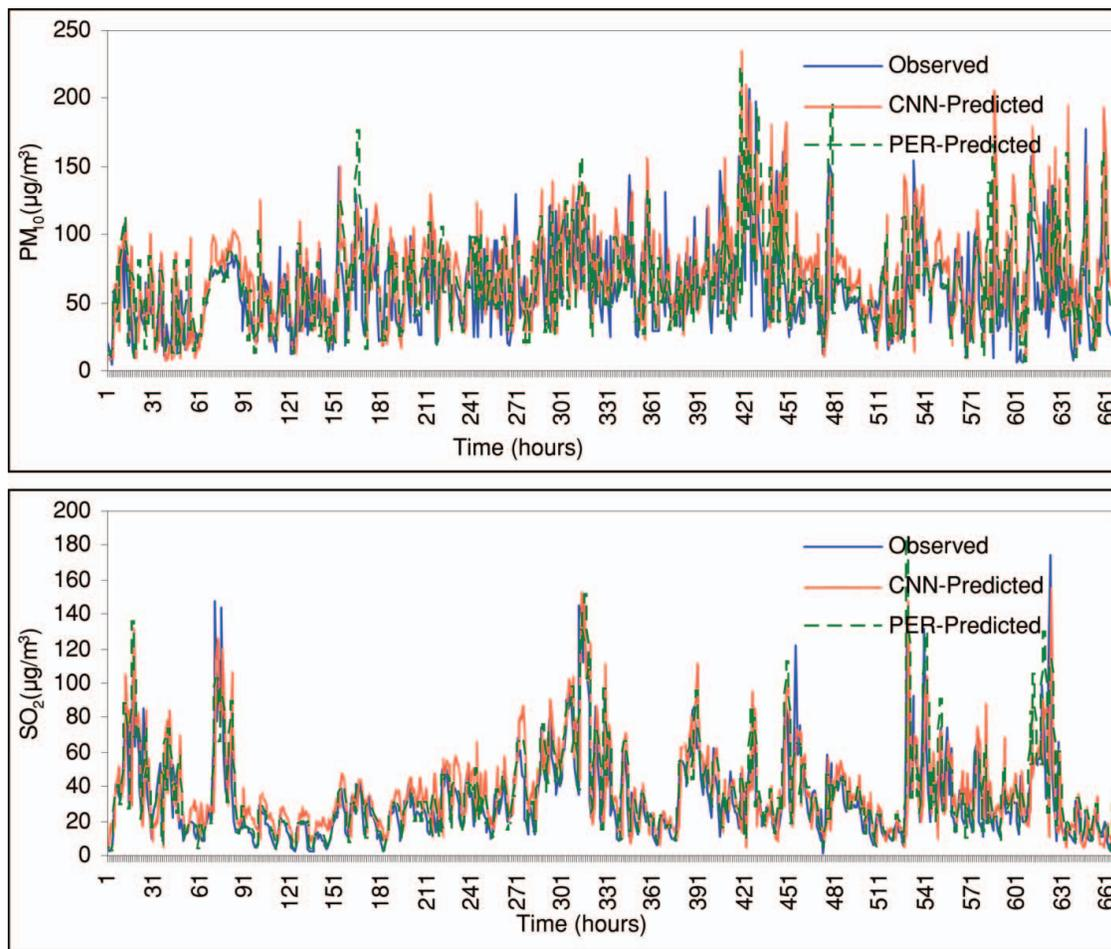 250
200
150
100
50
0
PM10(µg/m³)
Observed
CNN-Predicted
PER-Predicted
1 31 61 91 121 151 181 211 241 271 301 331 361 391 421 451 481 511 541 571 601 631 661
Time (hours)
200
180
160
140
120
100
80
60
40
20
0
SO2(µg/m³)
Observed
CNN-Predicted
PER-Predicted
1 31 61 91 121 151 181 211 241 271 301 331 361 391 421 451 481 511 541 571 601 631 661
Time (hours)